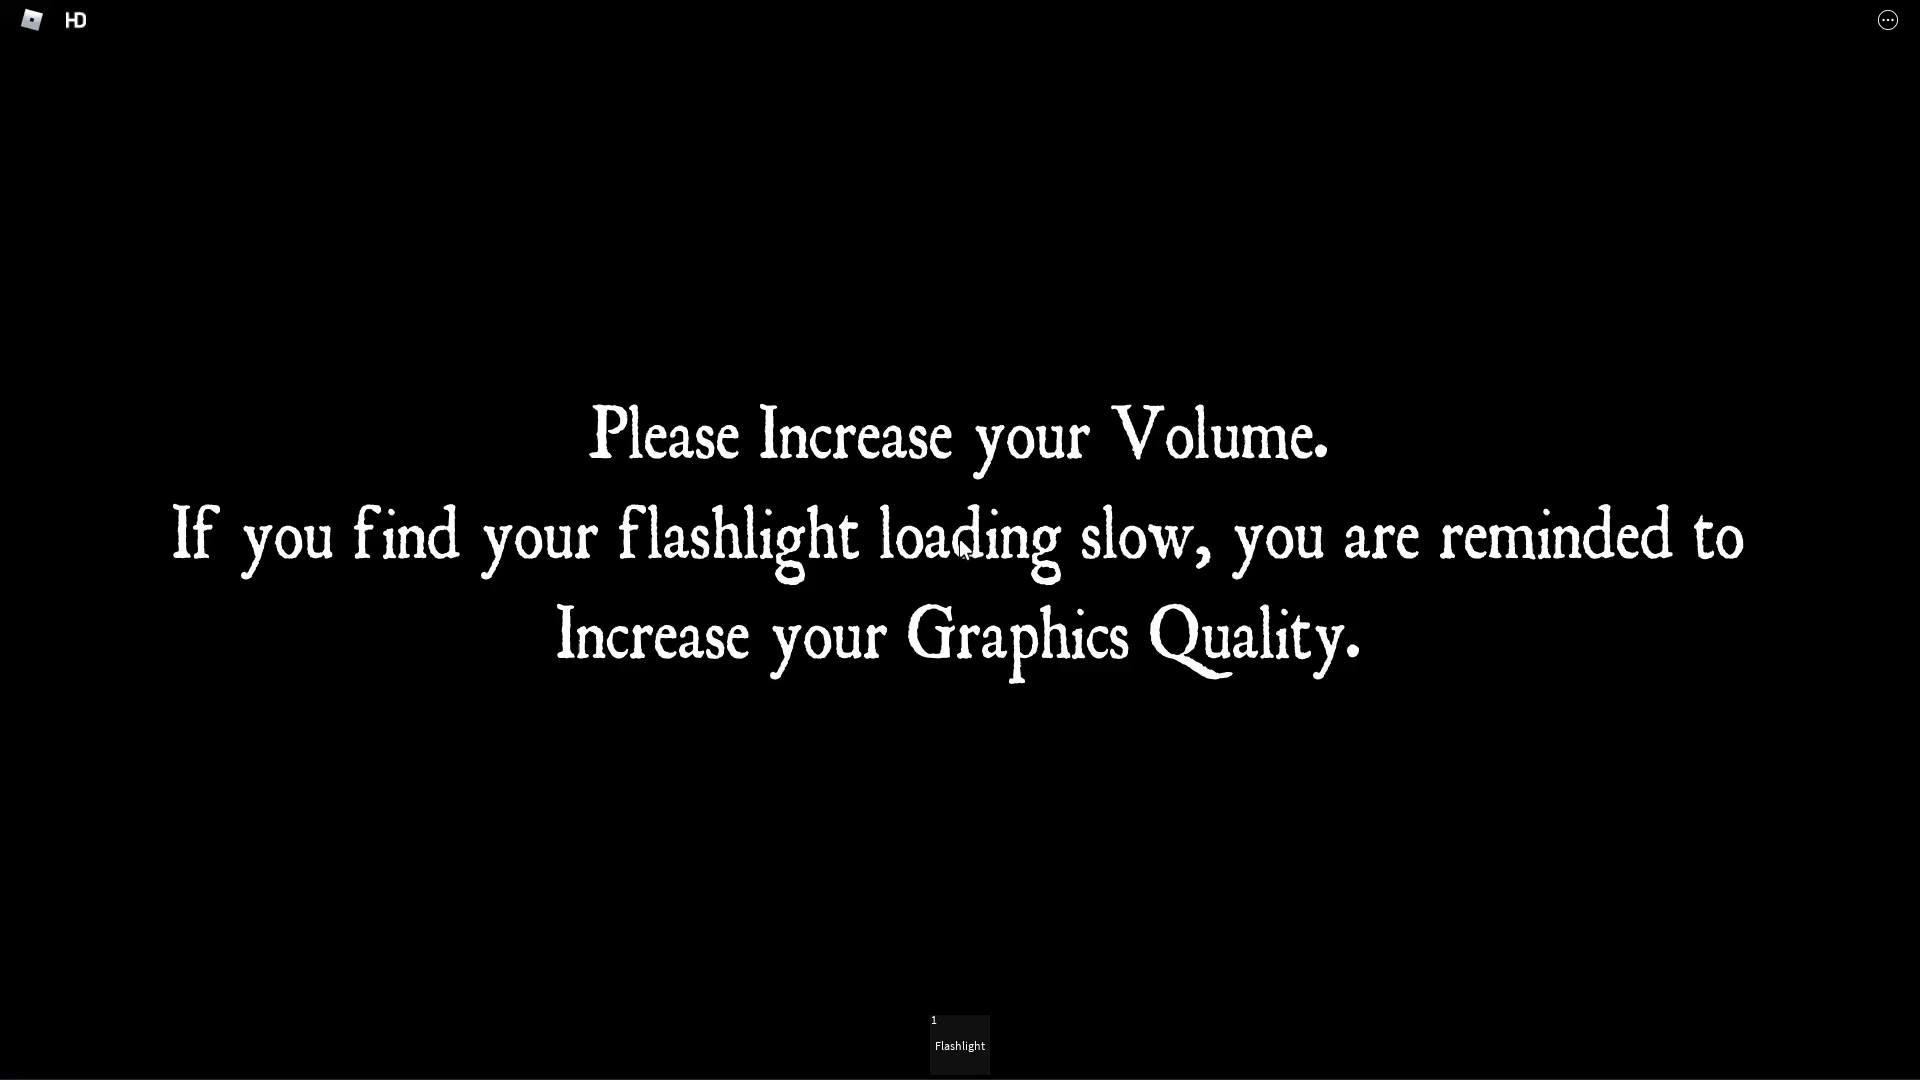 HD
Please Increase your Volume.
If you find your flashlight loading slow, you are reminded to
Increase your Graphics Quality.
1
Flashlight